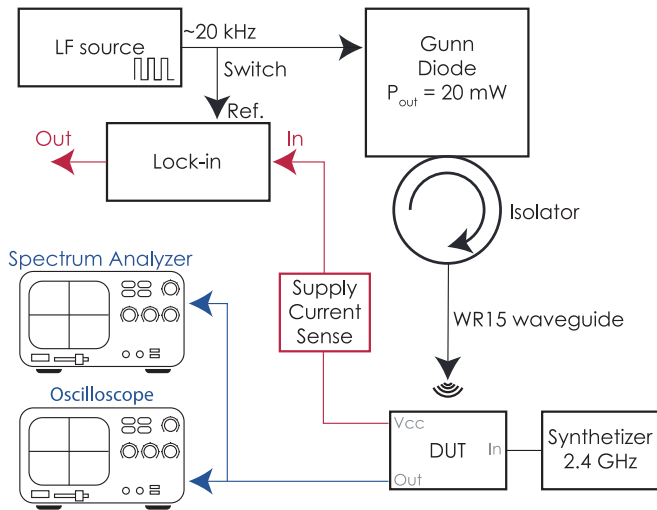 LF source
~20 kHz
Switch
Ref.
Gunn
Diode
Pout = 20 mW
Out
Lock-in
In
Isolator
Spectrum Analyzer
Supply
Current
Sense
WR15 waveguide
Oscilloscope
Vcc
DUT
In
Out
Synthetizer
2.4 GHz